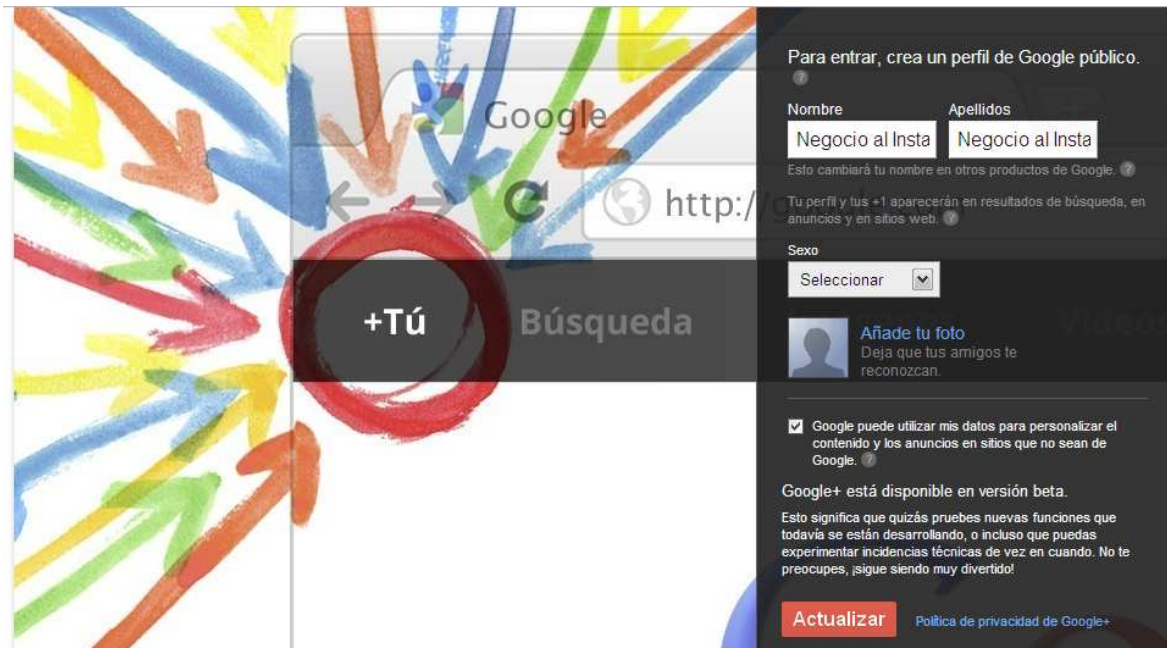 Google
http://
+Tú
Búsqueda
Vídeos
Para entrar, crea un perfil de Google público.
?
Nombre Apellidos
Negocio al Insta Negocio al Insta
Esto cambiará tu nombre en otros productos de Google. ?
Tu perfil y tus +1 aparecerán en resultados de búsqueda, en
anuncios y en sitios web. ?
Sexo
Seleccionar
Añade tu foto
Deja que tus amigos te
reconozcan.
Google puede utilizar mis datos para personalizar el
contenido y los anuncios en sitios que no sean de
Google. ?
Google+ está disponible en versión beta.
Esto significa que quizás pruebes nuevas funciones que
todavía se están desarrollando, o incluso que puedas
experimentar incidencias técnicas de vez en cuando. No te
preocupes, ¡sigue siendo muy divertido!
Actualizar Política de privacidad de Google+